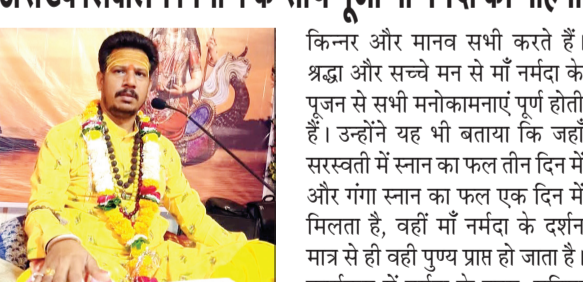 किन्नर और मानव सभी करते हैं।
श्रद्धा और सच्चे मन से माँ नर्मदा के
पूजन से सभी मनोकामनाएं पूर्ण होती
हैं। उन्होंने यह भी बताया कि जहाँ
सरस्वती में स्नान का फल तीन दिन में
और गंगा स्नान का फल एक दिन में
मिलता है, वहीं माँ नर्मदा के दर्शन
मात्र से ही वही पुण्य प्राप्त हो जाता है।